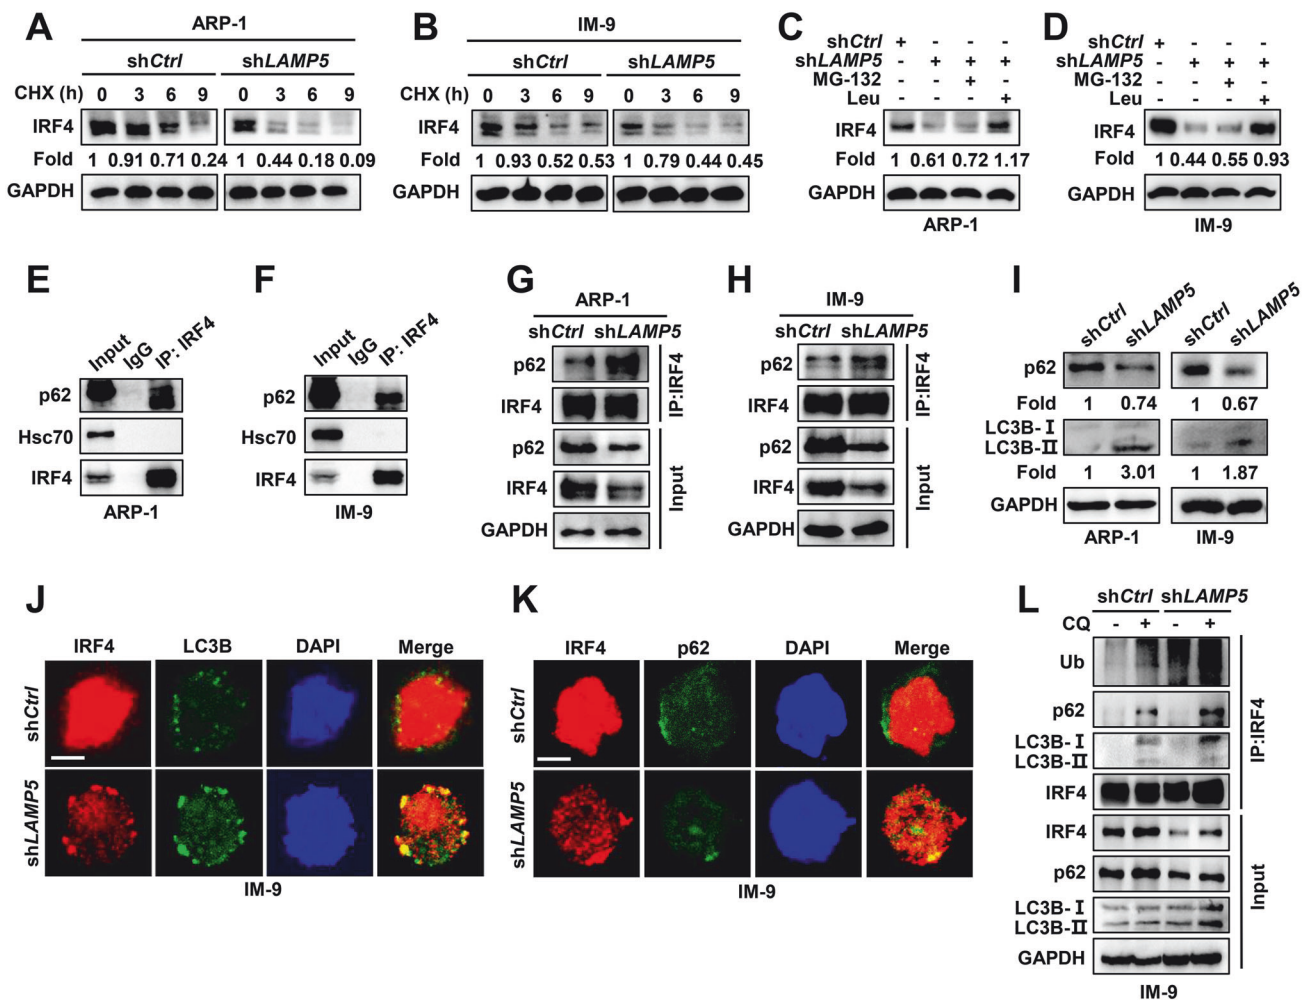 A
ARP-1
shCtrl shLAMP5
CHX (h) 0 3 6 9 0 3 6 9
IRF4
Fold 1 0.91 0.71 0.24 1 0.44 0.18 0.09
GAPDH
B
IM-9
shCtrl shLAMP5
CHX (h) 0 3 6 9 0 3 6 9
IRF4
Fold 1 0.93 0.52 0.53 1 0.79 0.44 0.45
GAPDH
C
shCtrl + - - -
shLAMP5 - + + +
MG-132 - - + -
Leu - - - +
IRF4
Fold 1 0.61 0.72 1.17
GAPDH
ARP-1
D
shCtrl + - - -
shLAMP5 - + + +
MG-132 - - + -
Leu - - - +
IRF4
Fold 1 0.44 0.55 0.93
GAPDH
IM-9
E
Input IgG IP: IRF4
p62
Hsc70
IRF4
ARP-1
F
Input IgG IP: IRF4
p62
Hsc70
IRF4
IM-9
G
ARP-1
shCtrl shLAMP5
p62
IRF4
IP:IRF4
p62
IRF4
GAPDH
Input
H
IM-9
shCtrl shLAMP5
p62
IRF4
IP:IRF4
p62
IRF4
GAPDH
Input
I
shCtrl shLAMP5 shCtrl shLAMP5
p62
Fold 1 0.74 1 0.67
LC3B-Ⅰ
LC3B-Ⅱ
Fold 1 3.01 1 1.87
GAPDH
ARP-1 IM-9
J
IRF4 LC3B DAPI Merge
shCtrl
shLAMP5
IM-9
K
IRF4 p62 DAPI Merge
shCtrl
shLAMP5
IM-9
L
shCtrl shLAMP5
CQ - + - +
Ub
p62
LC3B-Ⅰ
LC3B-Ⅱ
IRF4
IP:IRF4
IRF4
p62
LC3B-Ⅰ
LC3B-Ⅱ
GAPDH
Input
IM-9